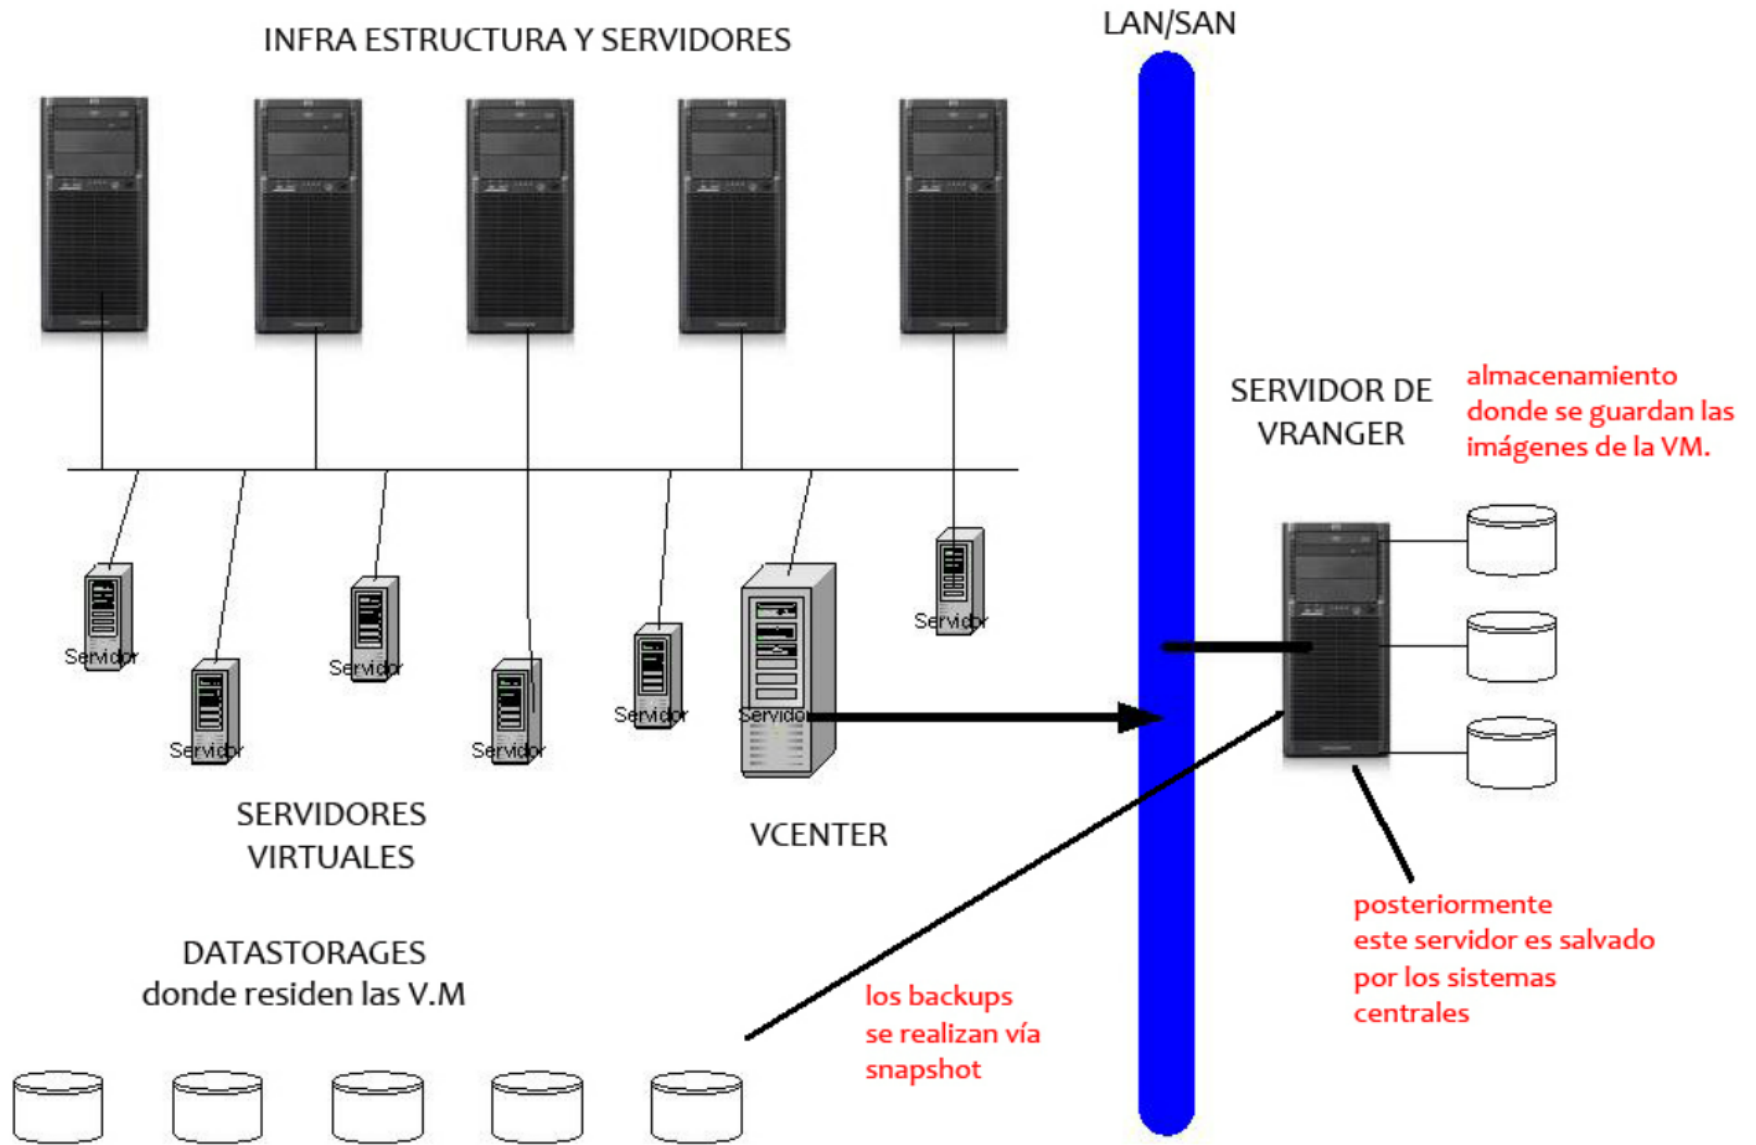 INFRA ESTRUCTURA Y SERVIDORES
LAN/SAN
SERVIDOR DE
VRANGER
almacenamiento
donde se guardan las
imágenes de la VM.
Servidor
Servidor
Servidor
Servidor
Servidor
Servidor
Servidor
SERVIDORES
VIRTUALES
VCENTER
DATASTORAGES
donde residen las V.M
los backups
se realizan vía
snapshot
posteriormente
este servidor es salvado
por los sistemas
centrales